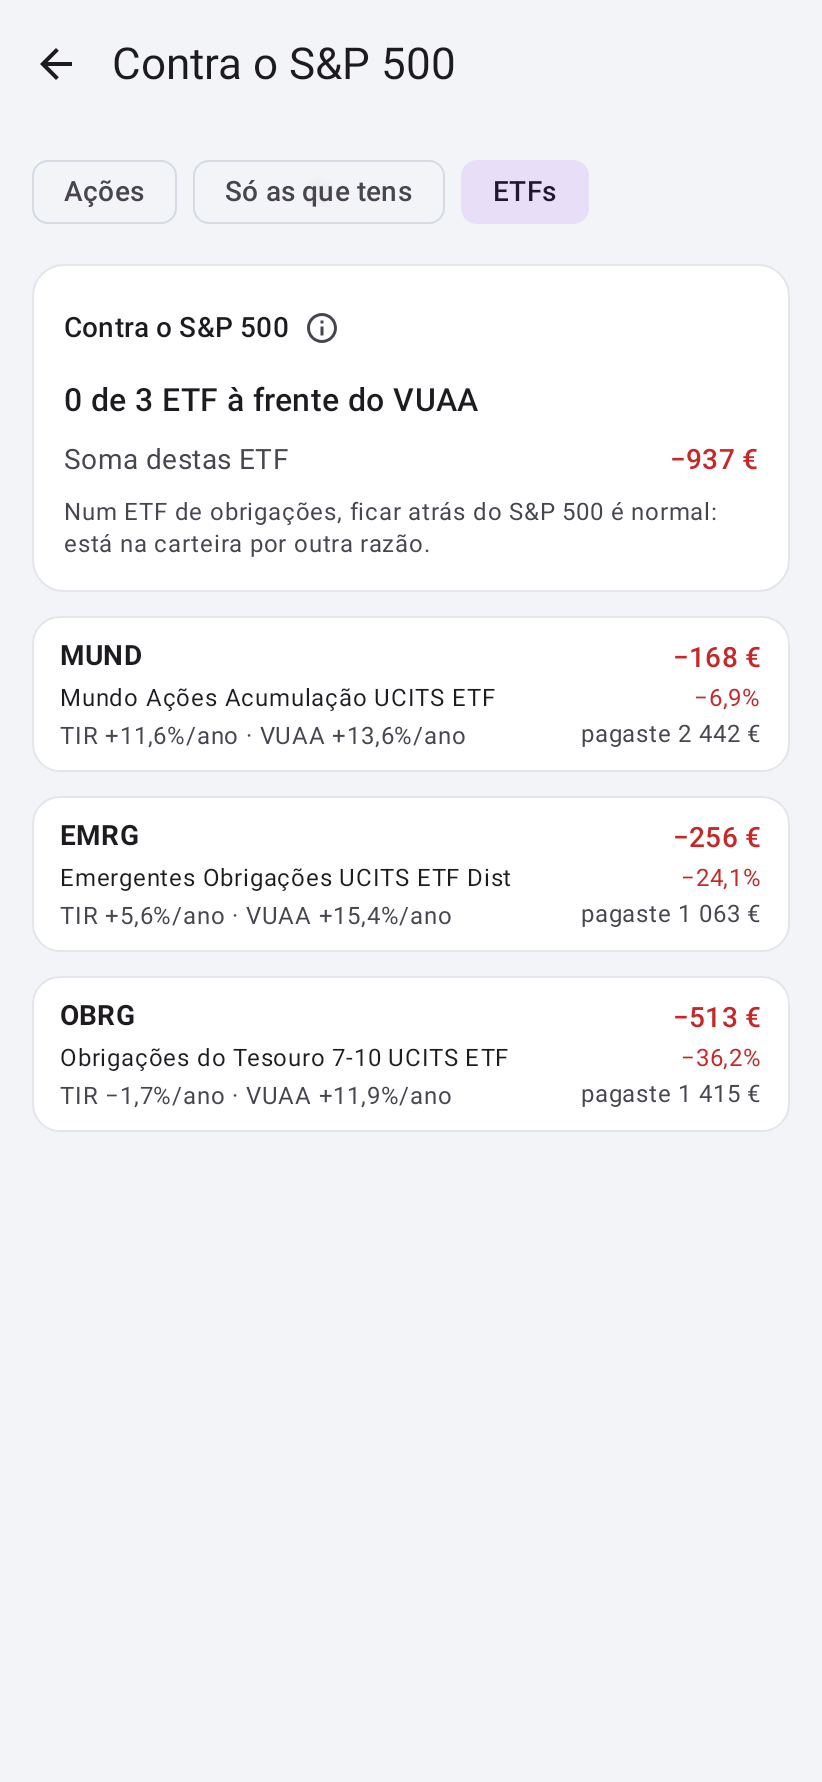 Contra o S&P 500
Ações
Só as que tens
ETFs
Contra o S&P 500
0 de 3 ETF à frente do VUAA
Soma destas ETF
−937 €
Num ETF de obrigações, ficar atrás do S&P 500 é normal:
está na carteira por outra razão.
MUND
−168 €
Mundo Ações Acumulação UCITS ETF
−6,9%
TIR +11,6%/ano · VUAA +13,6%/ano
pagaste 2 442 €
EMRG
−256 €
Emergentes Obrigações UCITS ETF Dist
−24,1%
TIR +5,6%/ano · VUAA +15,4%/ano
pagaste 1 063 €
OBRG
−513 €
Obrigações do Tesouro 7-10 UCITS ETF
−36,2%
TIR −1,7%/ano · VUAA +11,9%/ano
pagaste 1 415 €